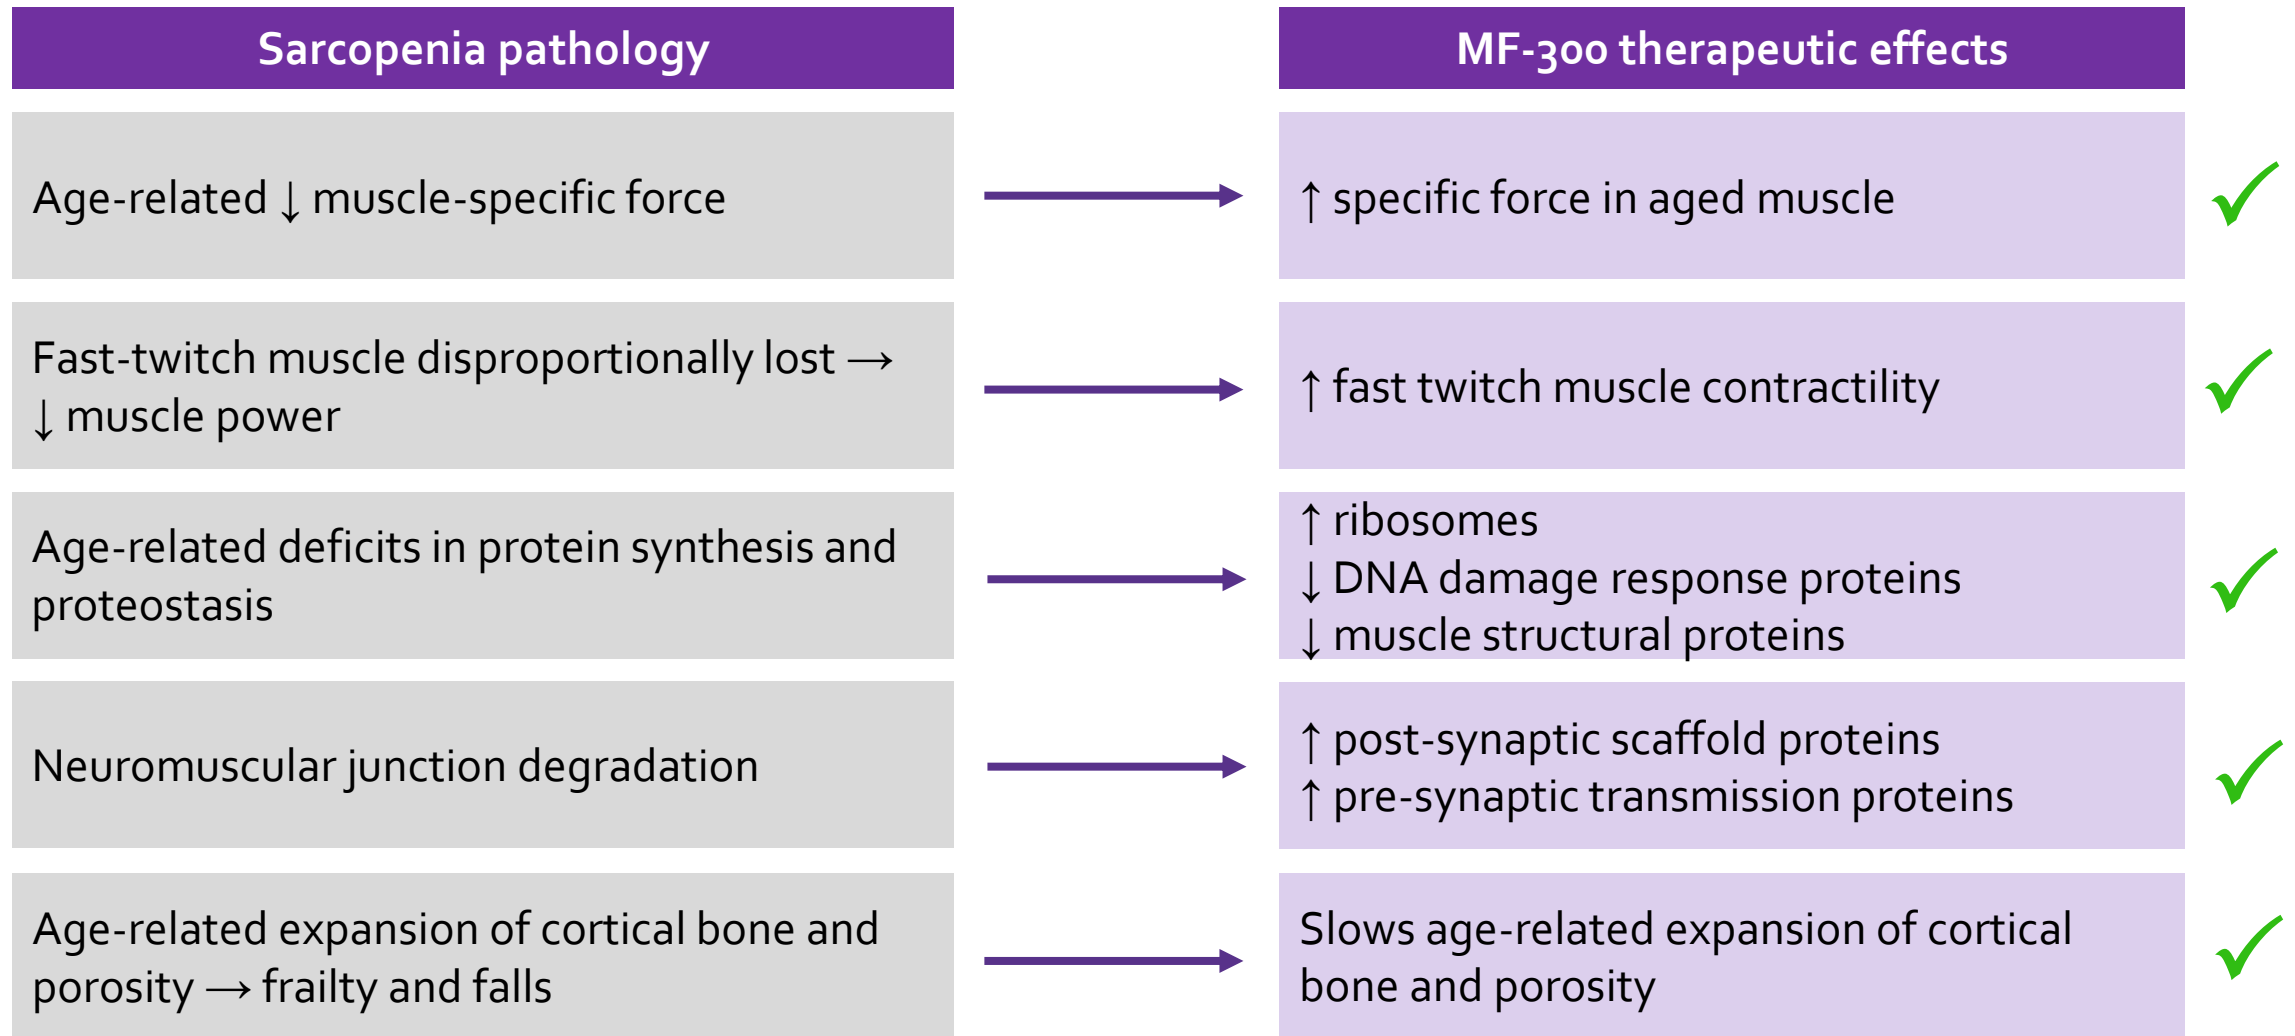 Sarcopenia pathology
MF-300 therapeutic effects
Age-related ↓ muscle-specific force
↑ specific force in aged muscle
Fast-twitch muscle disproportionally lost →
↓ muscle power
↑ fast twitch muscle contractility
Age-related deficits in protein synthesis and
proteostasis
↑ ribosomes
↓ DNA damage response proteins
↓ muscle structural proteins
Neuromuscular junction degradation
↑ post-synaptic scaffold proteins
↑ pre-synaptic transmission proteins
Age-related expansion of cortical bone and
porosity → frailty and falls
Slows age-related expansion of cortical
bone and porosity